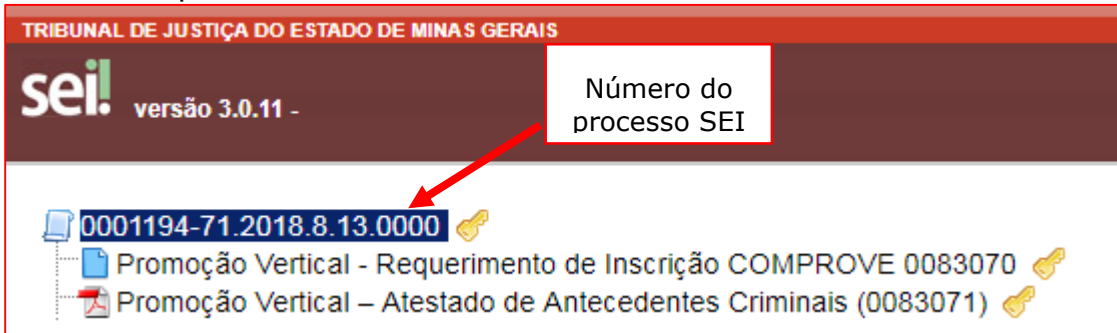 TRIBUNAL DE JUSTIÇA DO ESTADO DE MINAS GERAIS
sei! versão 3.0.11 -
Número do
processo SEI
0001194-71.2018.8.13.0000
Promoção Vertical - Requerimento de Inscrição COMPROVE 0083070
Promoção Vertical – Atestado de Antecedentes Criminais (0083071)